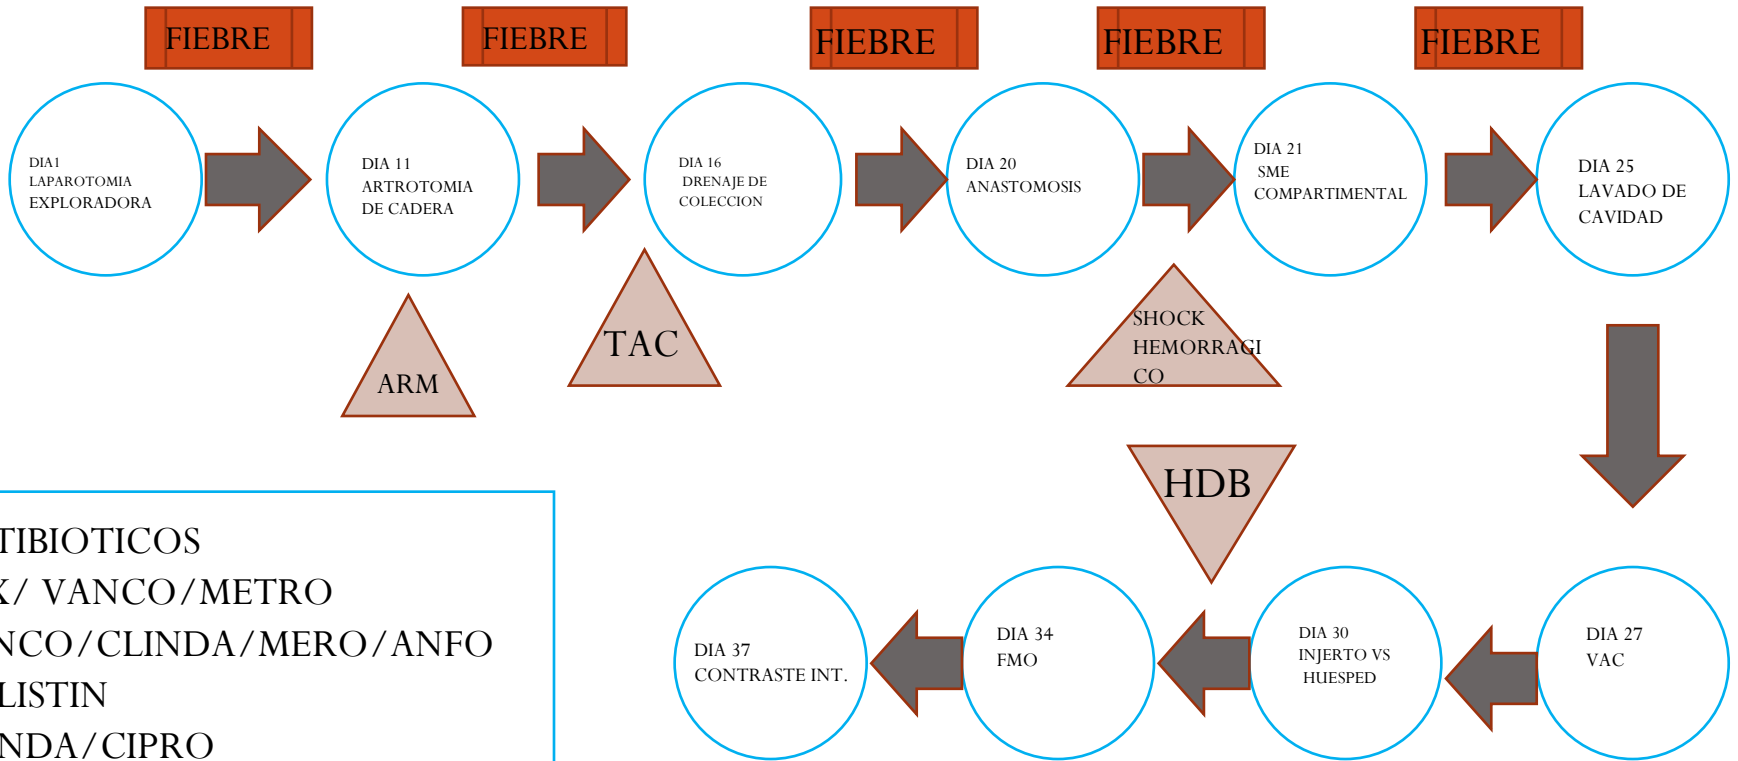 FIEBRE
FIEBRE
FIEBRE
FIEBRE
FIEBRE
DIA1
LAPAROTOMIA
EXPLORADORA
DIA 11
ARTROTOMIA
DE CADERA
DIA 16
DRENAJE DE
COLECCION
DIA 20
ANASTOMOSIS
DIA 21
SME
COMPARTIMENTAL
DIA 25
LAVADO DE
CAVIDAD
ARM
TAC
SHOCK
HEMORRAGI
CO
HDB
TIBIOTICOS
X/ VANCO/METRO
NCO/CLINDA/MERO/ANFO
LISTIN
NDA/CIPRO
DIA 37
CONTRASTE INT.
DIA 34
FMO
DIA 30
INJERTO VS
HUESPED
DIA 27
VAC